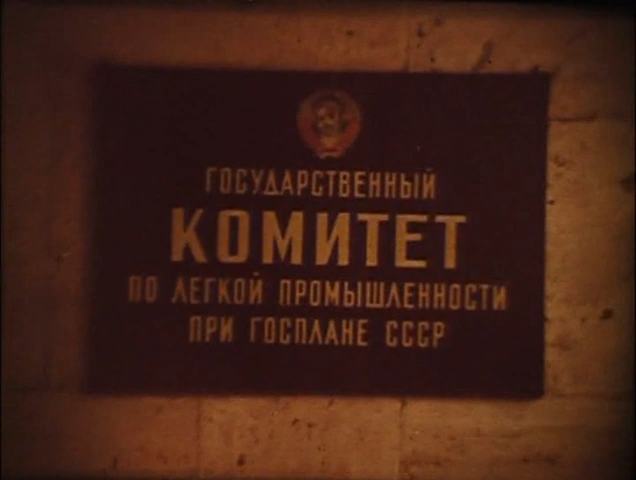 ГОСУДАРСТВЕННЫЙ
КОМИТЕТ
ПО ЛЕГКОЙ ПРОМЫШЛЕННОСТИ
ПРИ ГОСПЛАНЕ СССР